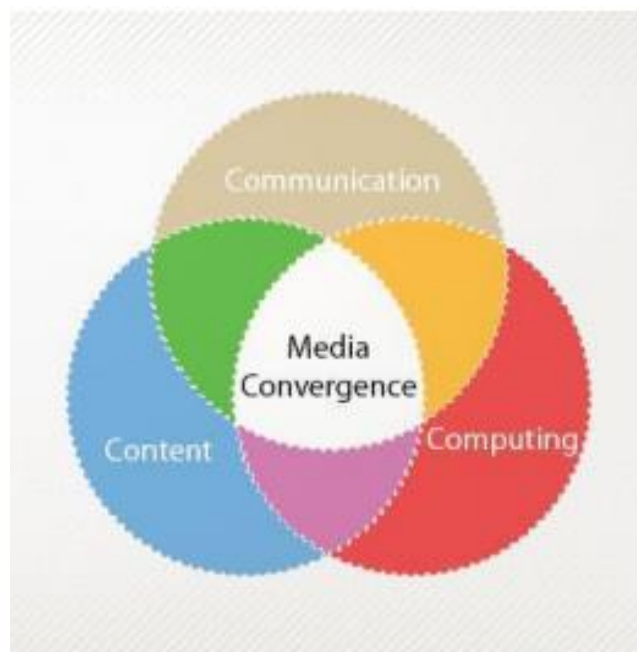 Communication
Media
Convergence
Content
Computing